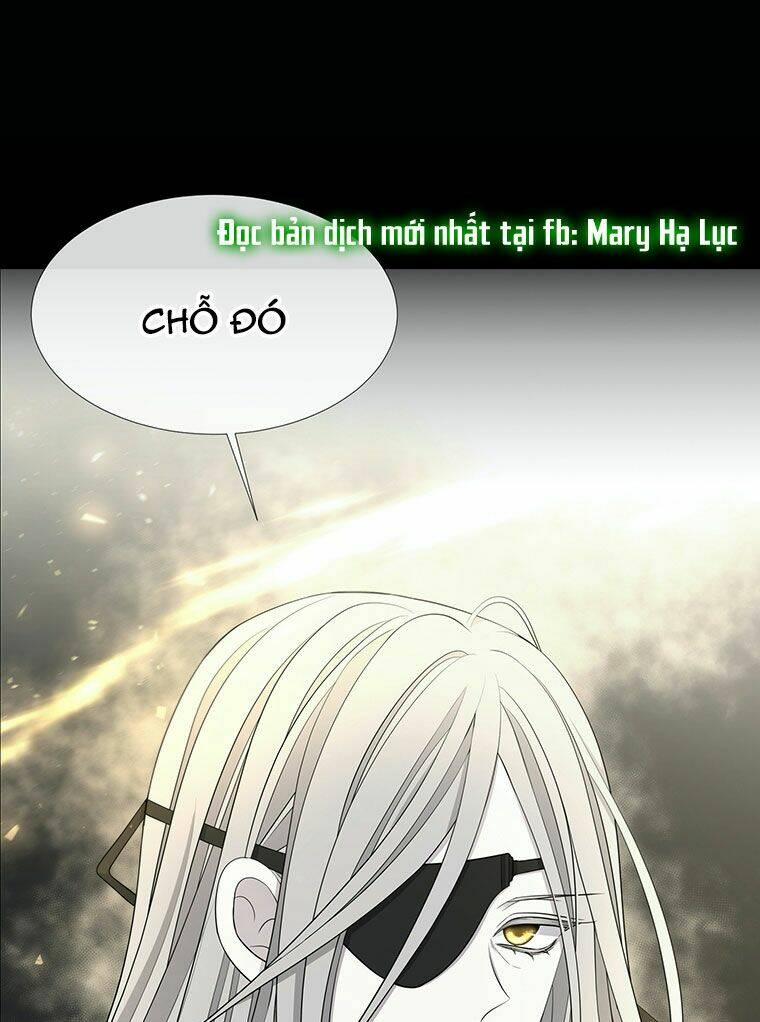 Đọc bản dịch mới nhất tại fb: Mary Hạ Lục
CHỖ ĐÓ